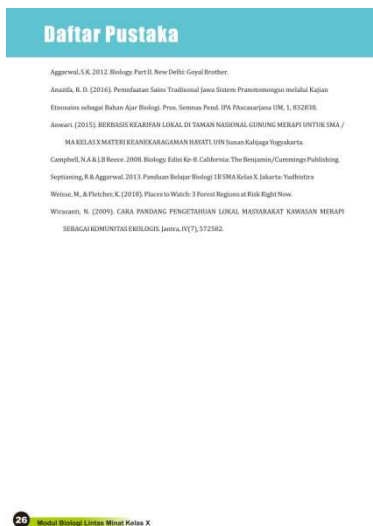 Daftar Pustaka
Aggarwal, S.K. 2012. Biology. Part II. New Delhi: Goyal Brother.
Anazifa, R. D. (2016). Pemnfaatan Sains Tradisonal Jawa Sistem Pranotomongso melalui Kajian
Etnosains sebagai Bahan Ajar Biologi. Pros. Semnas Pend. IPA PAscasarjana UM, 1, 832838.
Anwari. (2015). BERBASIS KEARIFAN LOKAL DI TAMAN NASIONAL GUNUNG MERAPI UNTUK SMA /
MA KELAS X MATERI KEANEKARAGAMAN HAYATI. UIN Sunan Kalijaga Yogyakarta.
Campbell, N.A & J.B Reece. 2008. Biology. Edisi Ke-8. California: The Benjamin/Cummings Publishing.
Septianing, R & Aggarwal. 2013. Panduan Belajar Biologi 1B SMA Kelas X. Jakarta: Yudhistira
Weisse, M., & Fletcher, K. (2018). Places to Watch: 3 Forest Regions at Risk Right Now.
Wirasanti, N. (2009). CARA PANDANG PENGETAHUAN LOKAL, MASYARAKAT KAWASAN MERAPI
SEBAGAI KOMUNITAS EKOLOGIS. Jantra, IV(7), 572582.
26 Modul Biologi Lintas Minat Kelas X